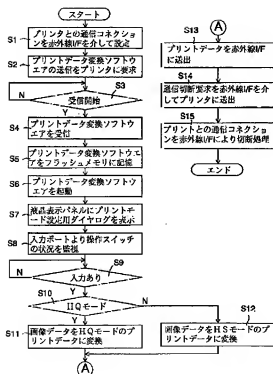 スタート
S1
プリンタとの通信コネクション
を赤外線I/Fを介して設定
S2
プリンタデータ変換ソフトウ
エアの送信をプリンタに要求
S3
N
受信開始
Y
S4
プリントデータ変換ソフトウ
エアを受信
S5
プリントデータ変換ソフトウ
エアをフラッシュメモリに記憶
S6
プリントデータ変換ソフトウ
エアを起動
S7
液晶表示パネルにプリントモー
ド設定用ダイヤログを表示
S8
入力ポートより操作スイッチ
の状況を監視
S9
N
入力あり
Y
S10
HQモード
N
Y
S11
画像データをHQモードのプ
リントデータに変換
S12
画像データをHSモードのプ
リントデータに変換
A
A
S13
プリントデータを赤外線I/F
に送出
S14
通信切断要求を赤外線I/Fを介
してプリンタに送出
S15
プリントとの通信コネクション
を赤外線I/Fにより切断処理
エンド